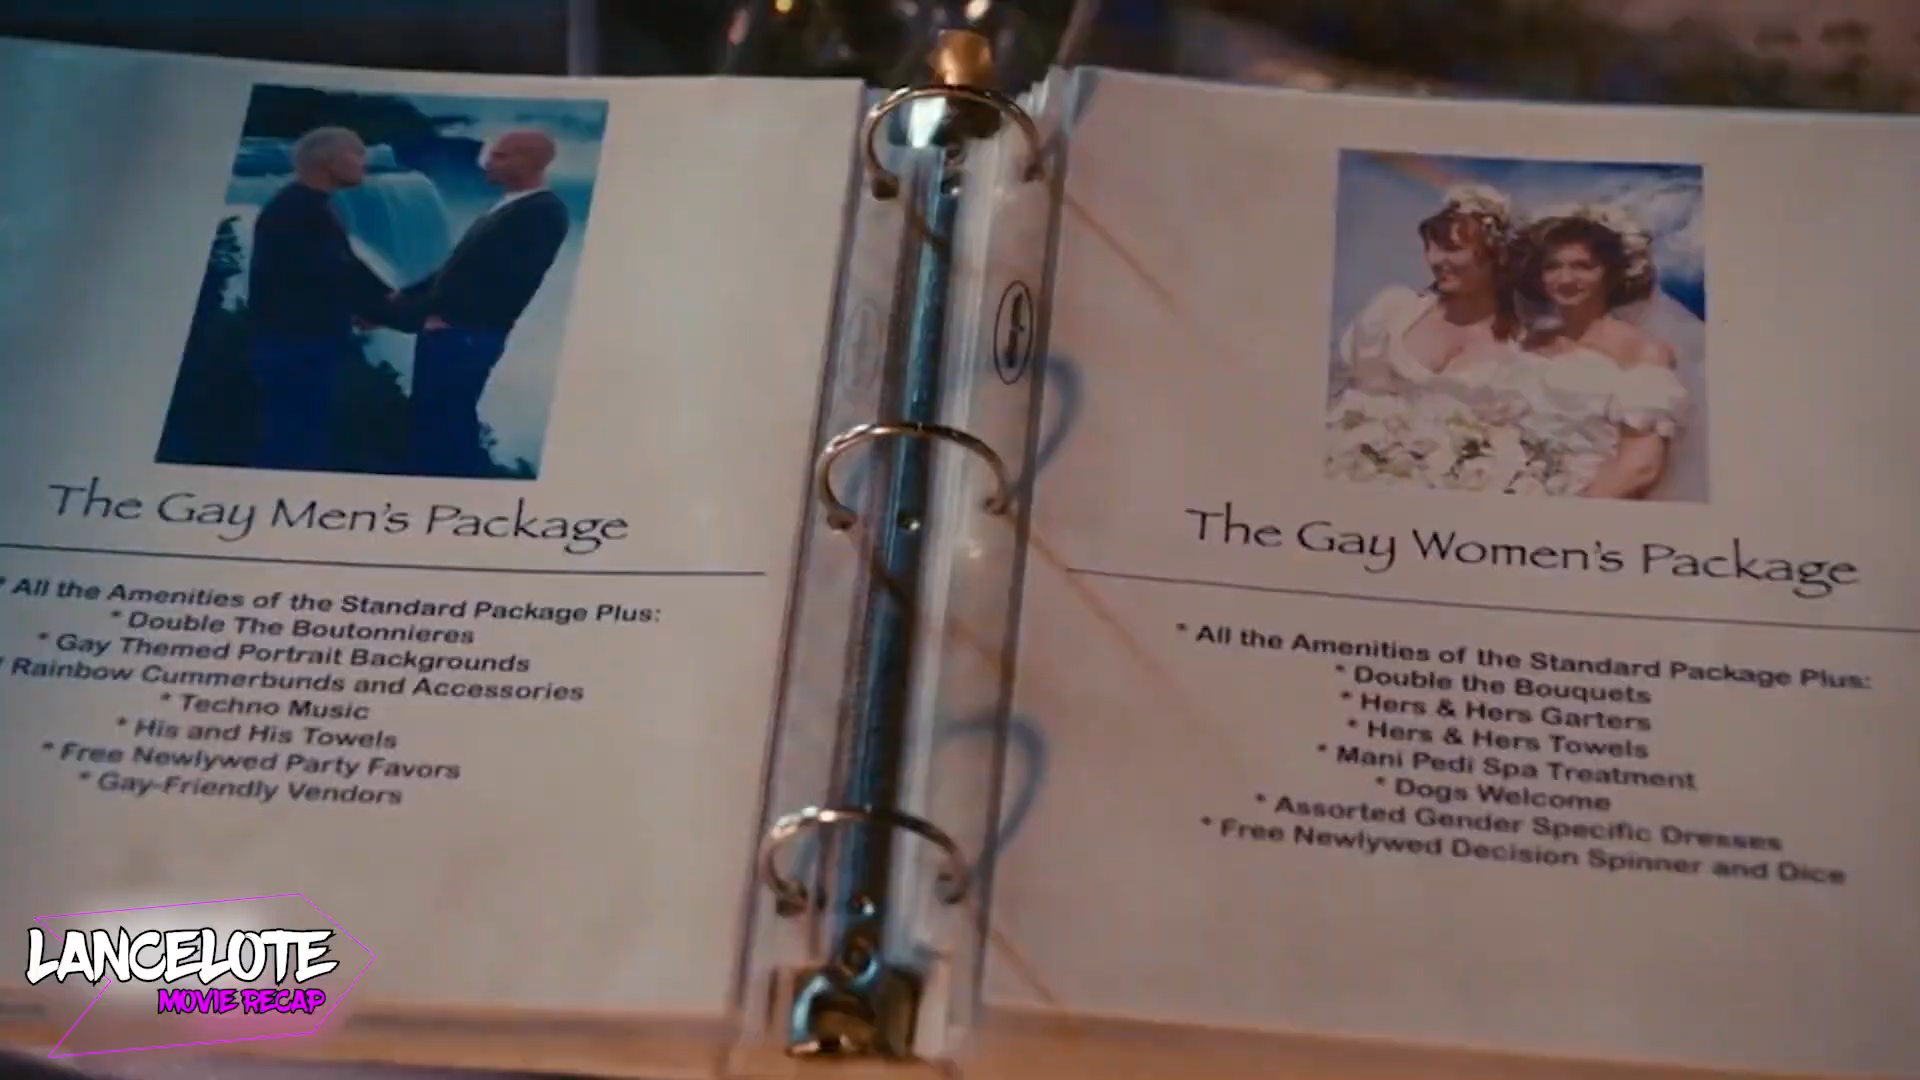 The Gay Men's Package
* All the Amenities of the Standard Package Plus:
* Double The Boutonnieres
* Gay Themed Portrait Backgrounds
* Rainbow Cummerbunds and Accessories
* Techno Music
* His and His Towels
* Free Newlywed Party Favors
* Gay-Friendly Vendors
The Gay Women's Package
* All the Amenities of the Standard Package Plus:
* Double the Bouquets
* Hers & Hers Garters
* Hers & Hers Towels
* Mani Pedi Spa Treatment
* Dogs Welcome
* Assorted Gender Specific Dresses
* Free Newlywed Decision Spinner and Dice
LANCELOTE
MOVIE RECAP